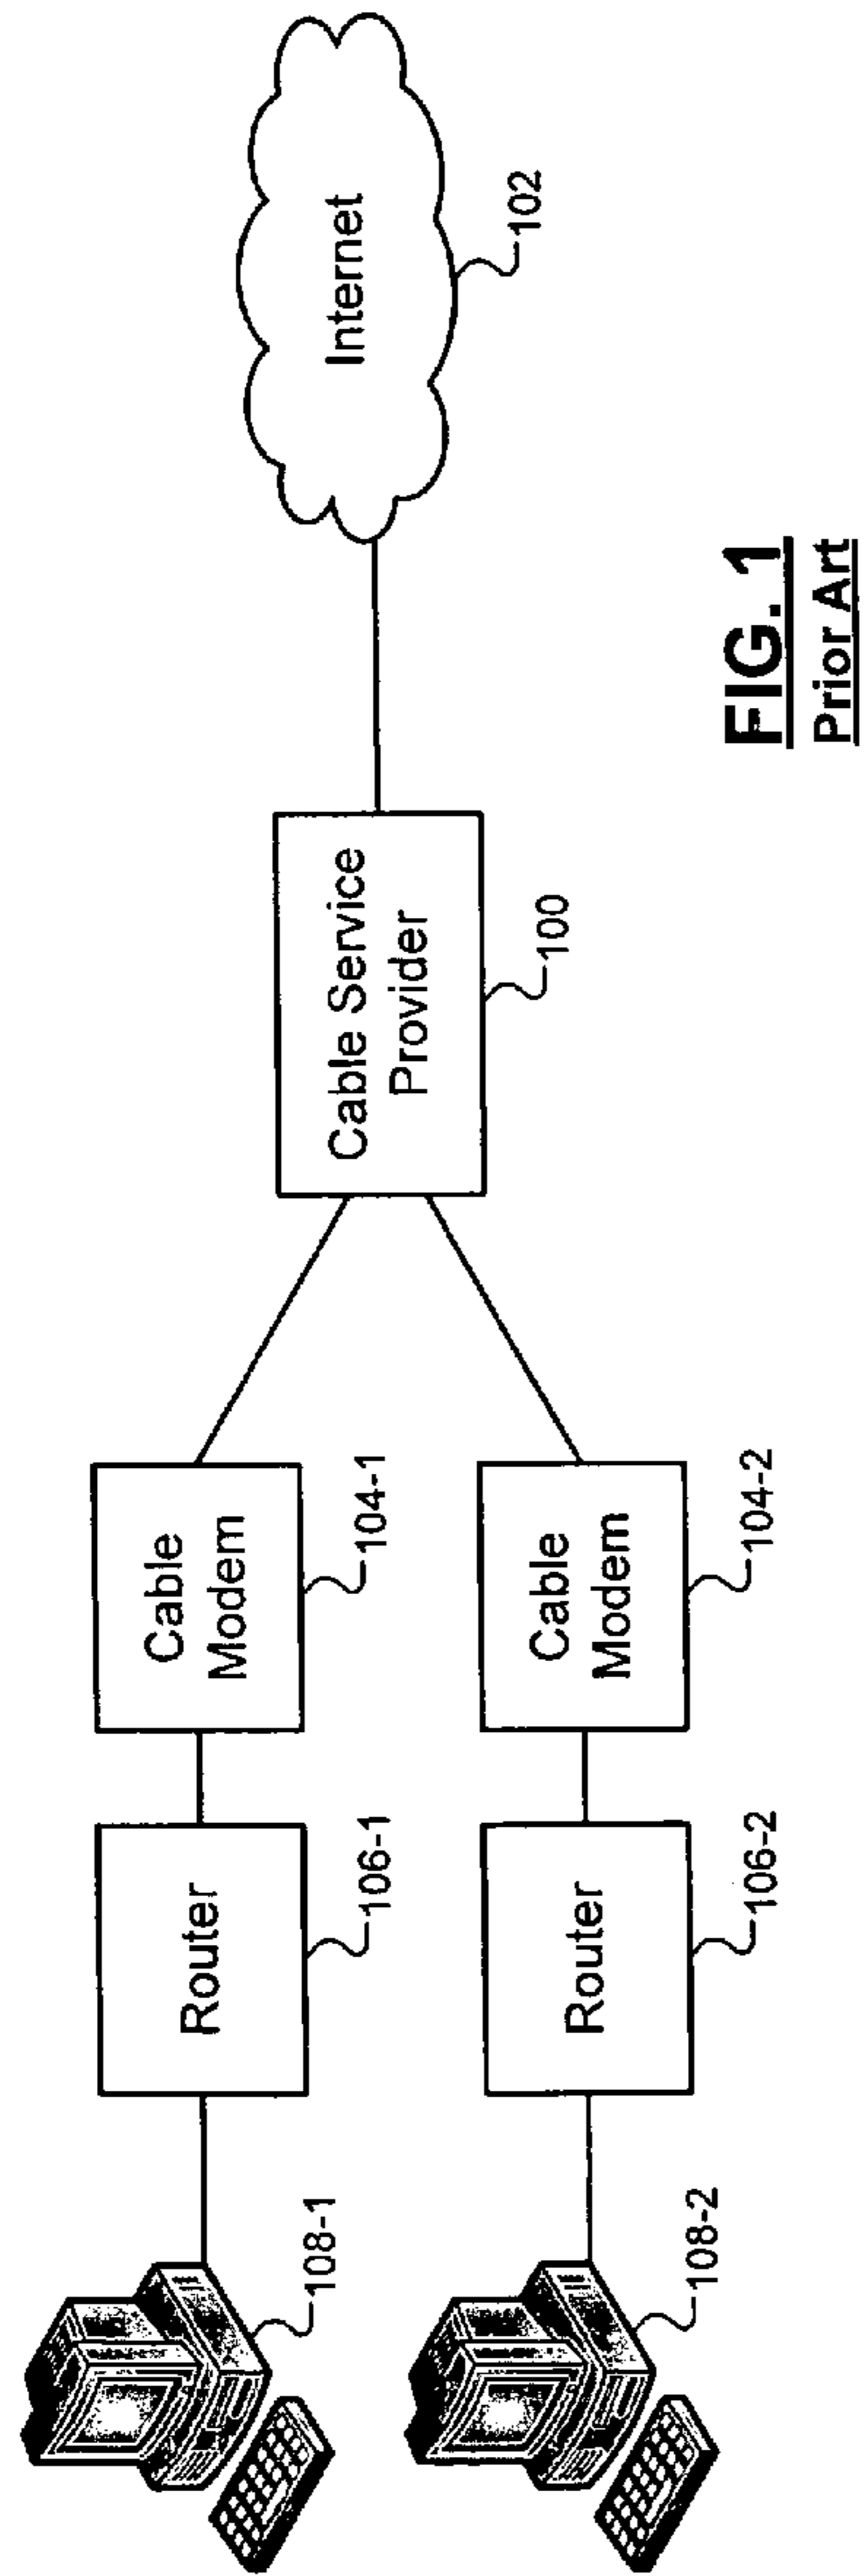 Internet
102
Cable Service
Provider
100
Cable
Modem
104-1
Cable
Modem
104-2
Router
106-1
Router
106-2
108-1
108-2
FIG. 1
Prior Art